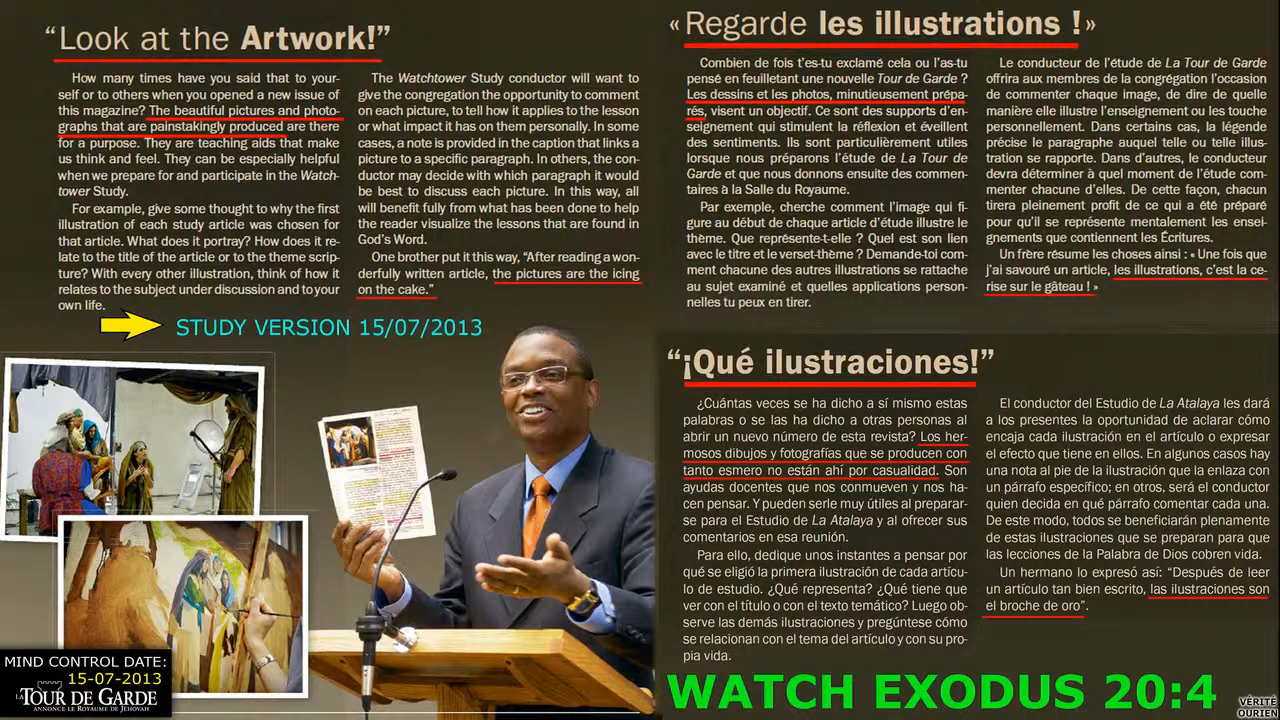 “Look at the Artwork!”
How many times have you said that to your-
self or to others when you opened a new issue of
this magazine? The beautiful pictures and photo-
graphs that are painstakingly produced are there
for a purpose. They are teaching aids that make
us think and feel. They can be especially helpful
when we prepare for and participate in the Watch-
tower Study.
For example, give some thought to why the first
illustration of each study article was chosen for
that article. What does it portray? How does it re-
late to the title of the article or to the theme scrip-
ture? With every other illustration, think of how it
relates to the subject under discussion and to your
own life.
The Watchtower Study conductor will want to
give the congregation the opportunity to comment
on each picture, to tell how it applies to the lesson
or what impact it has on them personally. In some
cases, a note is provided in the caption that links a
picture to a specific paragraph. In others, the con-
ductor may decide with which paragraph it would
be best to discuss each picture. In this way, all
will benefit fully from what has been done to help
the reader visualize the lessons that are found in
God’s Word.
One brother put it this way, “After reading a won-
derfully written article, the pictures are the icing
on the cake.”
STUDY VERSION 15/07/2013
« Regarde les illustrations ! »
Combien de fois t’es-tu exclamé cela ou l’as-tu
pensé en feuilletant une nouvelle Tour de Garde ?
Les dessins et les photos, minutieusement prépa-
rés, visent un objectif. Ce sont des supports d’en-
seignement qui stimulent la réflexion et éveillent
des sentiments. Ils sont particulièrement utiles
lorsque nous préparons l’étude de La Tour de
Garde et que nous donnons ensuite des commen-
taires à la Salle du Royaume.
Par exemple, cherche comment l’image qui fi-
gure au début de chaque article d’étude illustre le
thème. Que représente-t-elle ? Quel est son lien
avec le titre et le verset-thème ? Demande-toi com-
ment chacune des autres illustrations se rattache
au sujet examiné et quelles applications person-
nelles tu peux en tirer.
Le conducteur de l’étude de La Tour de Garde
offrira aux membres de la congrégation l’occasion
de commenter chaque image, de dire de quelle
manière elle illustre l’enseignement ou les touche
personnellement. Dans certains cas, la légende
précise le paragraphe auquel telle ou telle illus-
tration se rapporte. Dans d’autres, le conducteur
devra déterminer à quel moment de l’étude com-
menter chacune d’elles. De cette façon, chacun
tirera pleinement profit de ce qui a été préparé
pour qu’il se représente mentalement les ensei-
gnements que contiennent les Écritures.
Un frère résume les choses ainsi : « Une fois que
j’ai savouré un article, les illustrations, c’est la ce-
rise sur le gâteau ! »
“¡Qué ilustraciones!”
¿Cuántas veces se ha dicho a sí mismo estas
palabras o se las ha dicho a otras personas al
abrir un nuevo número de esta revista? Los her-
mosos dibujos y fotografías que se producen con
tanto esmero no están ahí por casualidad. Son
ayudas docentes que nos conmueven y nos ha-
cen pensar. Y pueden serle muy útiles al preparar-
se para el Estudio de La Atalaya y al ofrecer sus
comentarios en esa reunión.
Para ello, dedique unos instantes a pensar por
qué se eligió la primera ilustración de cada artícu-
lo de estudio. ¿Qué representa? ¿Qué tiene que
ver con el título o con el texto temático? Luego ob-
serve las demás ilustraciones y pregúntese cómo
se relacionan con el tema del artículo y con su pro-
pia vida.
El conductor del Estudio de La Atalaya les dará
a los presentes la oportunidad de aclarar cómo
encaja cada ilustración en el artículo o expresar
el efecto que tiene en ellos. En algunos casos hay
una nota al pie de la ilustración que la enlaza con
un párrafo específico; en otros, será el conductor
quien decida en qué párrafo comentar cada una.
De este modo, todos se beneficiarán plenamente
de estas ilustraciones que se preparan para que
las lecciones de la Palabra de Dios cobren vida.
Un hermano lo expresó así: “Después de leer
un artículo tan bien escrito, las ilustraciones son
el broche de oro”.
MIND CONTROL DATE:
15-07-2013
LA TOUR DE GARDE
ANNONCE LE ROYAUME DE JÉHOVAH
WATCH EXODUS 20:4
VÉRITÉ
OURIEN